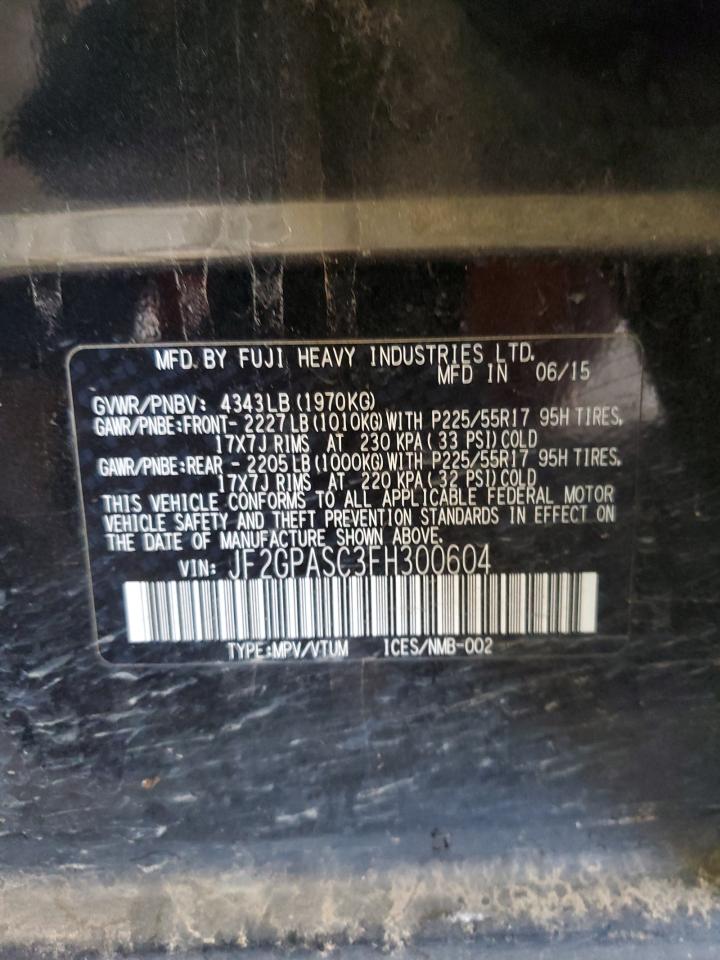 MFD. BY FUJI HEAVY INDUSTRIES LTD.
MFD IN 06/15
GVWR/PNBV: 4343LB (1970KG)
GAWR/PNBE:FRONT- 2227 LB (1010KG) WITH P225/55R17 95H TIRES,
17X7J RIMS AT 230 KPA ( 33 PSI) COLD
GAWR/PNBE:REAR - 2205 LB (1000KG) WITH P225/55R17 95H TIRES,
17X7J RIMS AT 220 KPA ( 32 PSI) COLD
THIS VEHICLE CONFORMS TO ALL APPLICABLE FEDERAL MOTOR
VEHICLE SAFETY AND THEFT PREVENTION STANDARDS IN EFFECT ON
THE DATE OF MANUFACTURE SHOWN ABOVE.
VIN: JF2GPASC3FH300604
TYPE:MPV/VTUM ICES/NMB-002